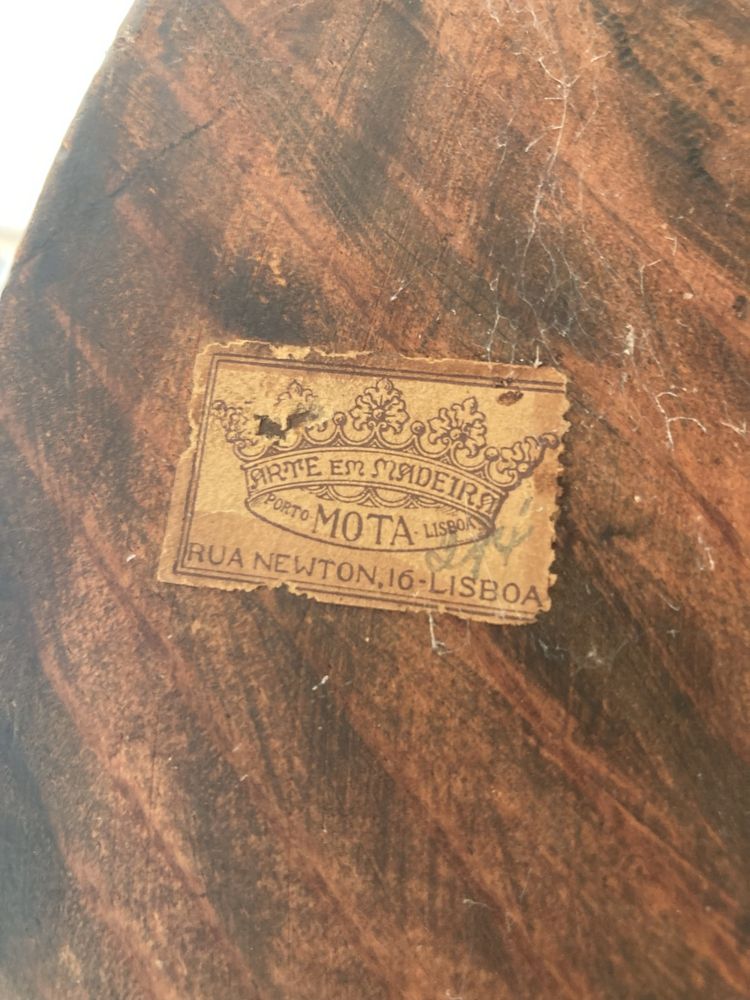 ARTE EM MADEIRA
PORTO · MOTA · LISBOA
RUA NEWTON, 16 - LISBOA